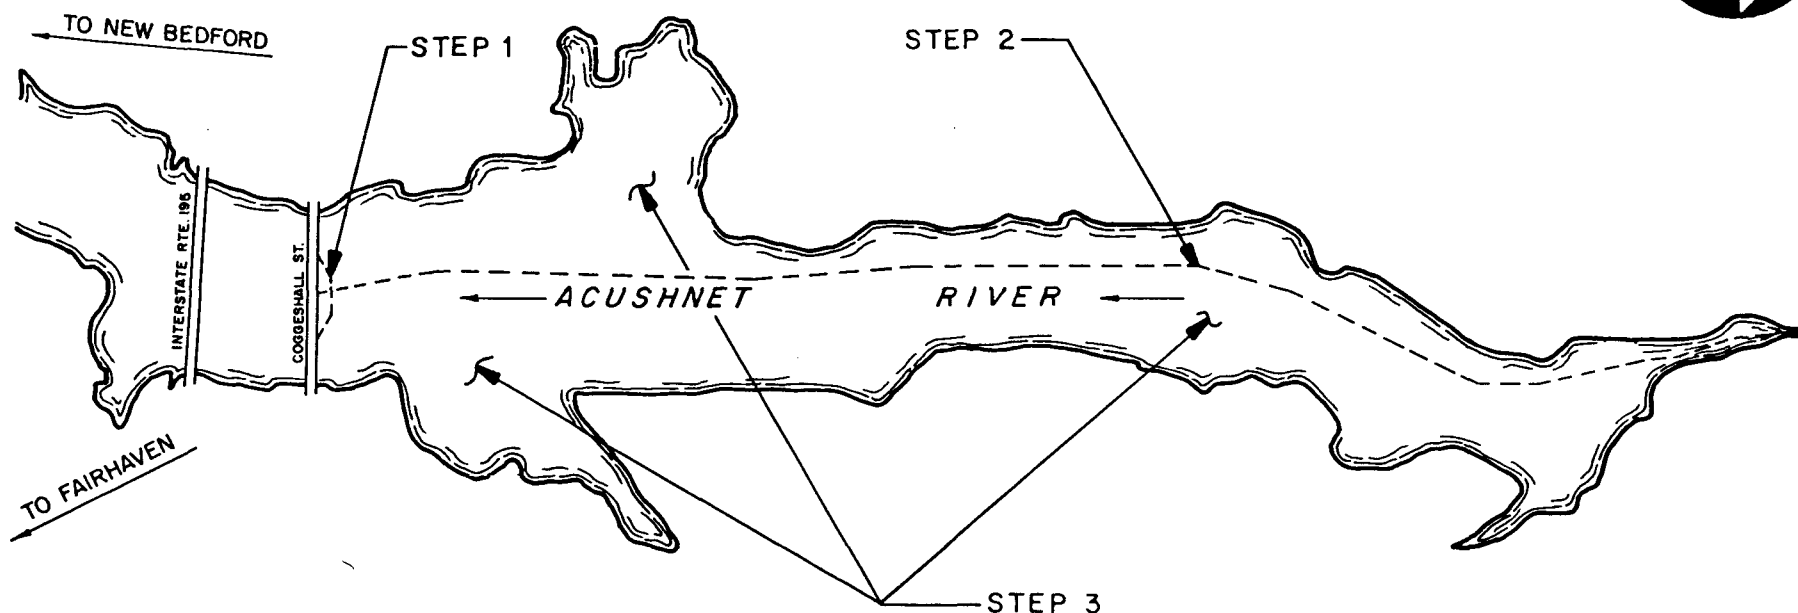 TO NEW BEDFORD
STEP 1
STEP 2
INTERSTATE RTE. 195
COGGESHALL ST.
ACUSHNET RIVER
TO FAIRHAVEN
STEP 3